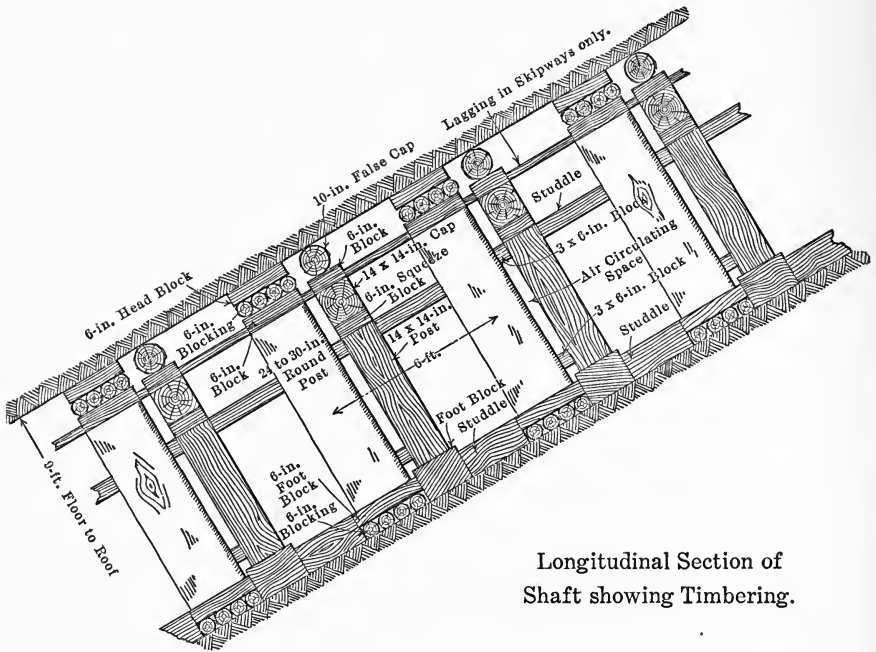 Lagging in Skipways only.
10-in. False Cap
6-in.
Block
14 x 14-in. Cap
6-in. Squeeze
Block
Studdle
3 x 6-in. Block
Air Circulating
Space
3 x 6-in. Block
Studdle
6-in. Head Block
6-in.
Blocking
6-in.
Block
24 to 30-in.
Round
Post
14 x 14-in.
Post
6-ft.
Foot Block
Studdle
6-in.
Foot
Block
6-in.
Blocking
9-ft. Floor to Roof
Longitudinal Section of
Shaft showing Timbering.